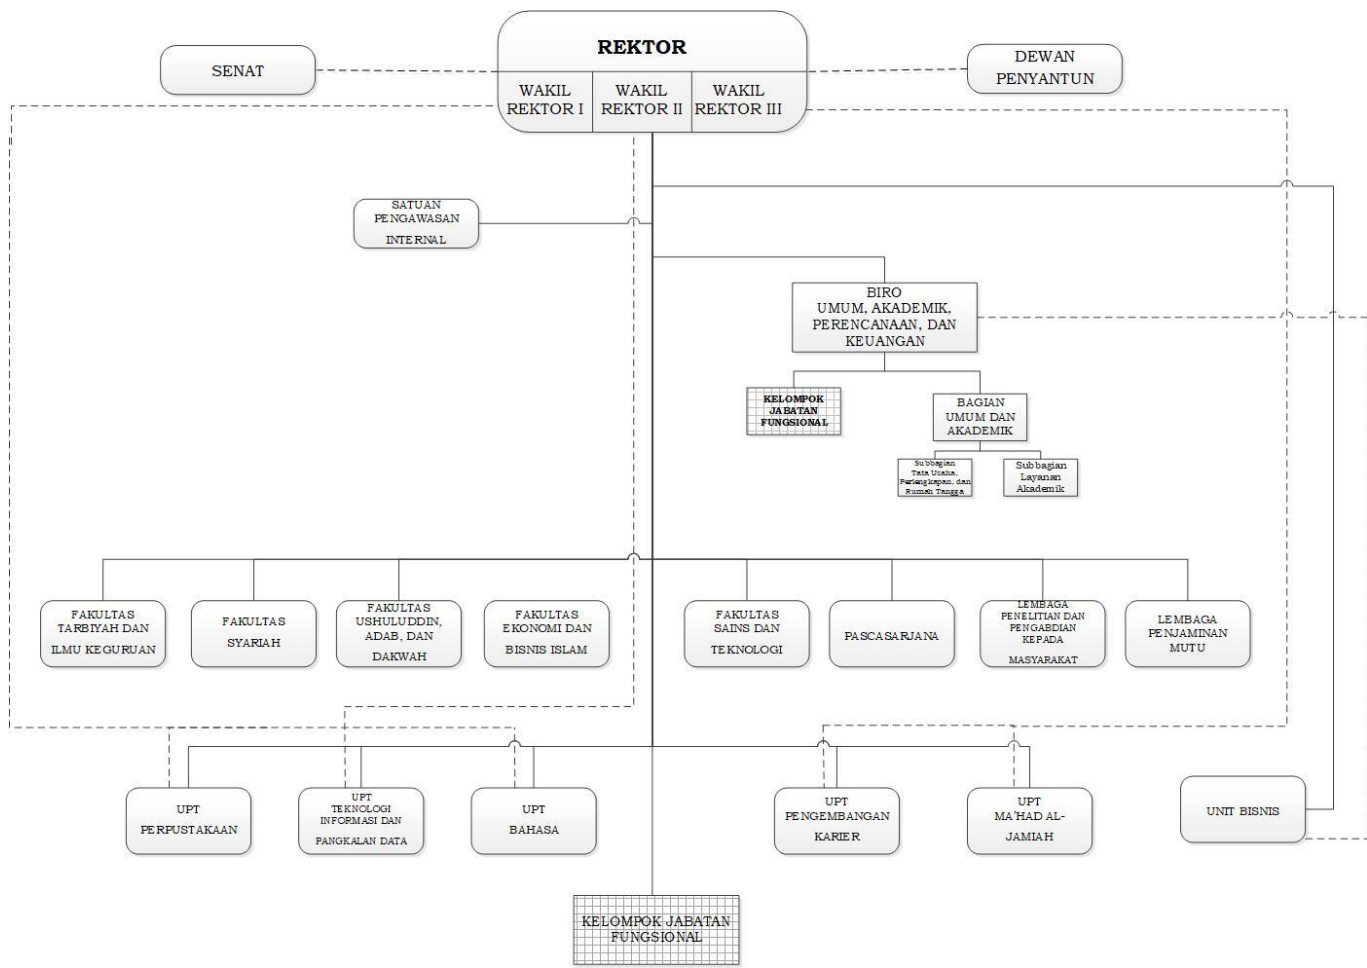 REKTOR
SENAT
DEWAN
PENYANTUN
WAKIL
REKTOR I
WAKIL
REKTOR II
WAKIL
REKTOR III
SATUAN
PENGAWASAN
INTERNAL
BIRO
UMUM, AKADEMIK,
PERENCANAAN, DAN
KEUANGAN
KELOMPOK
JABATAN
FUNGSIONAL
BAGIAN
UMUM DAN
AKADEMIK
Subbagian
Tata Usaha,
Perlengkapan, dan
Rumah Tangga
Subbagian
Layanan
Akademik
FAKULTAS
TARBIYAH DAN
ILMU KEGURUAN
FAKULTAS
SYARIAH
FAKULTAS
USHULUDDIN,
ADAB, DAN
DAKWAH
FAKULTAS
EKONOMI DAN
BISNIS ISLAM
FAKULTAS
SAINS DAN
TEKNOLOGI
PASCASARJANA
LEMBAGA
PENELITIAN DAN
PENGABDIAN
KEPADA
MASYARAKAT
LEMBAGA
PENJAMINAN
MUTU
UPT
PERPUSTAKAAN
UPT
TEKNOLOGI
INFORMASI DAN
PANGKALAN DATA
UPT
BAHASA
UPT
PENGEMBANGAN
KARIER
UPT
MA'HAD AL-
JAMIAH
UNIT BISNIS
KELOMPOK JABATAN
FUNGSIONAL